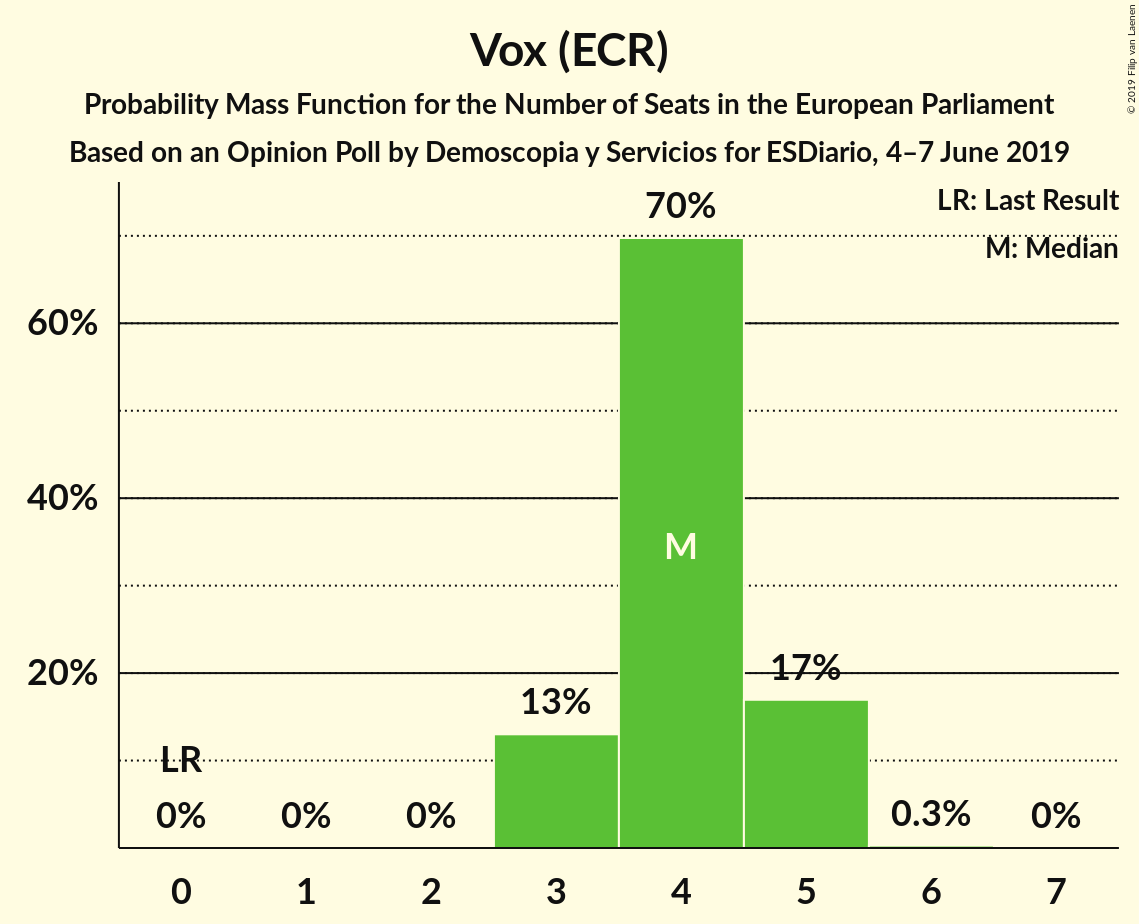 Vox (ECR)
Probability Mass Function for the Number of Seats in the European Parliament
Based on an Opinion Poll by Demoscopia y Servicios for ESDiario, 4–7 June 2019
© 2019 Filip van Laenen
LR: Last Result
M: Median
70%
60%
40%
M
20%
17%
13%
LR
0%
0%
0%
0.3%
0%
0
1
2
3
4
5
6
7